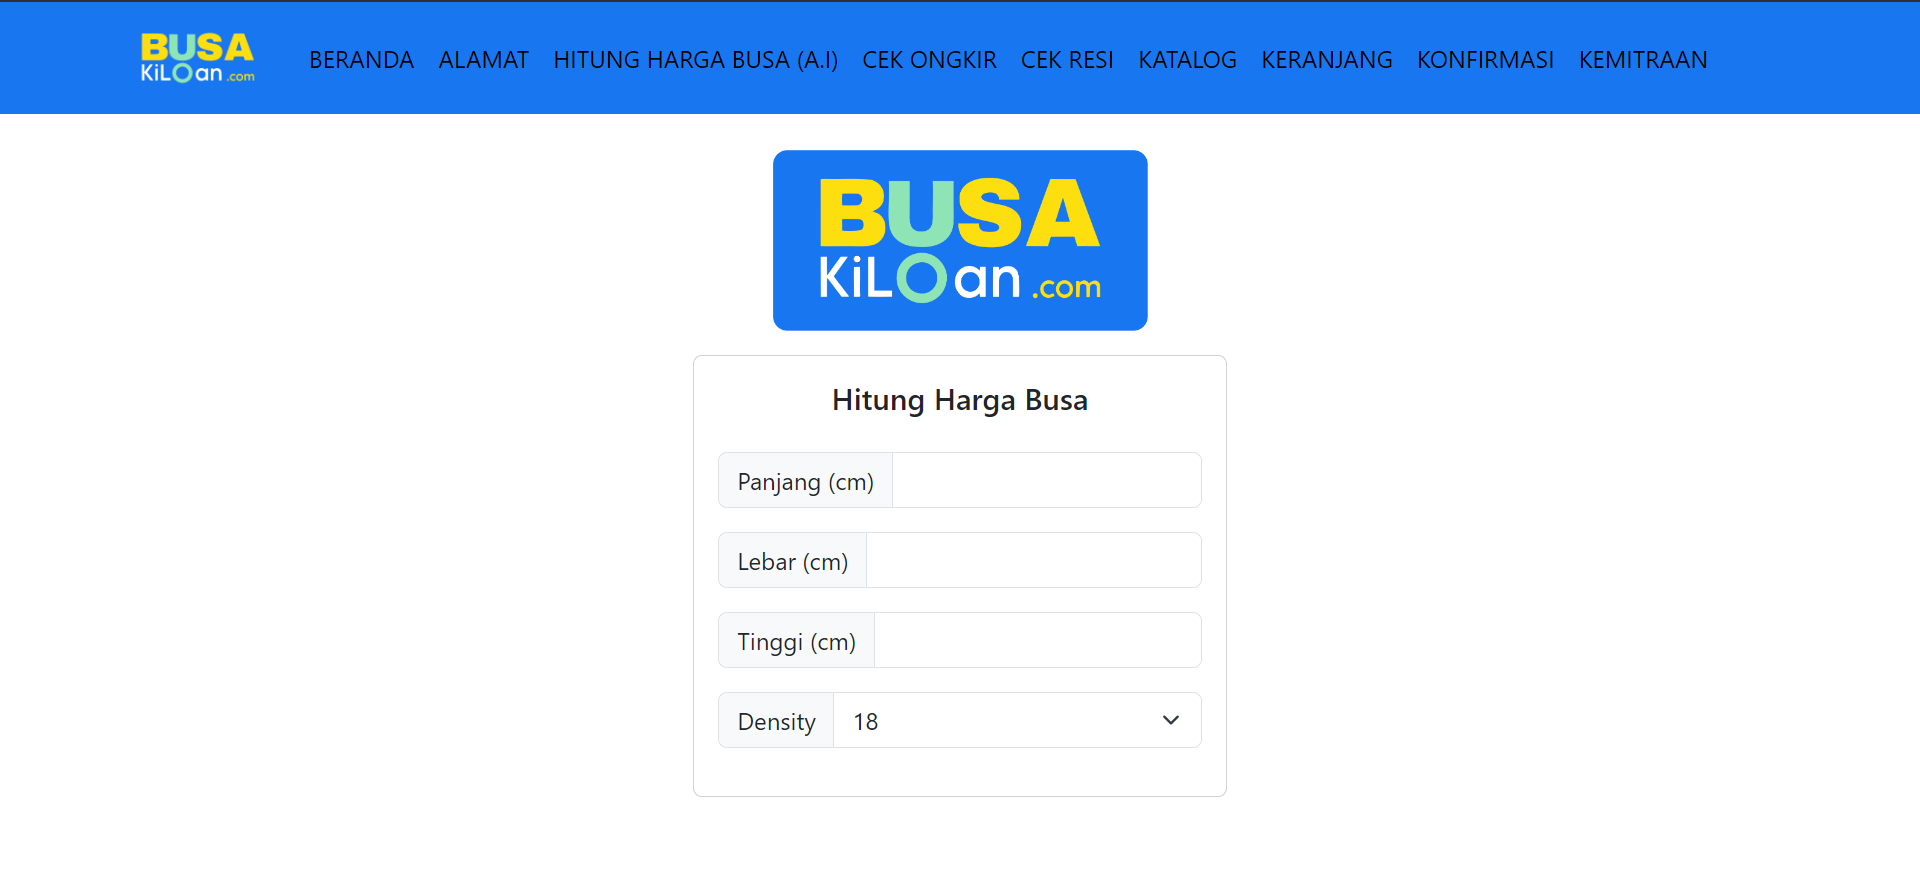 BUSA
KiLOan .com
BERANDA ALAMAT HITUNG HARGA BUSA (A.I) CEK ONGKIR CEK RESI KATALOG KERANJANG KONFIRMASI KEMITRAAN
BUSA
KiLOan .com
Hitung Harga Busa
Panjang (cm)
Lebar (cm)
Tinggi (cm)
Density 18